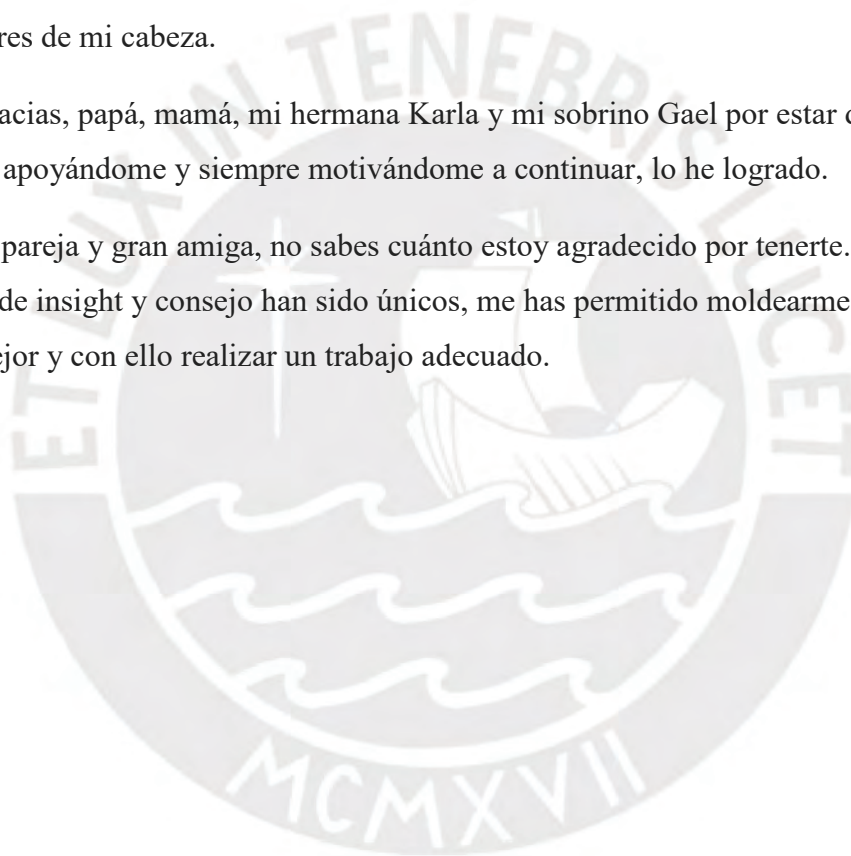 res de mi cabeza.
acias, papá, mamá, mi hermana Karla y mi sobrino Gael por estar
apoyándome y siempre motivándome a continuar, lo he logrado.
pareja y gran amiga, no sabes cuánto estoy agradecido por tenerte.
de insight y consejo han sido únicos, me has permitido moldearme
ejor y con ello realizar un trabajo adecuado.
ET LUX IN TENEBRIS LUCET
MCMXVII